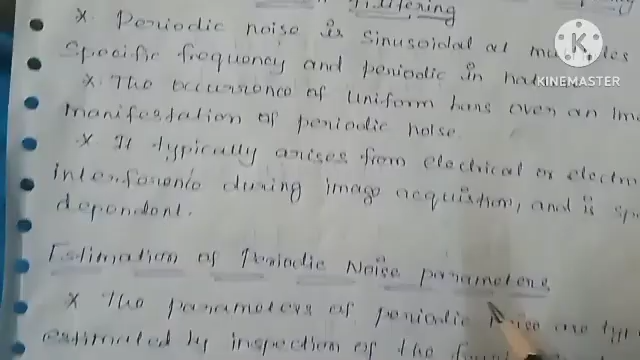 Filtering
* Periodic noise is sinusoidal at multiples
specific frequency and periodic in
* The occurrence of uniform bars over an
manifestation of periodic noise.
* It typically arises from electrical or
interference during image acquisition, and is
dependent.
Estimation of Periodic Noise parameters
* The parameters of periodic noise are
estimated by inspection of the
KINEMASTER